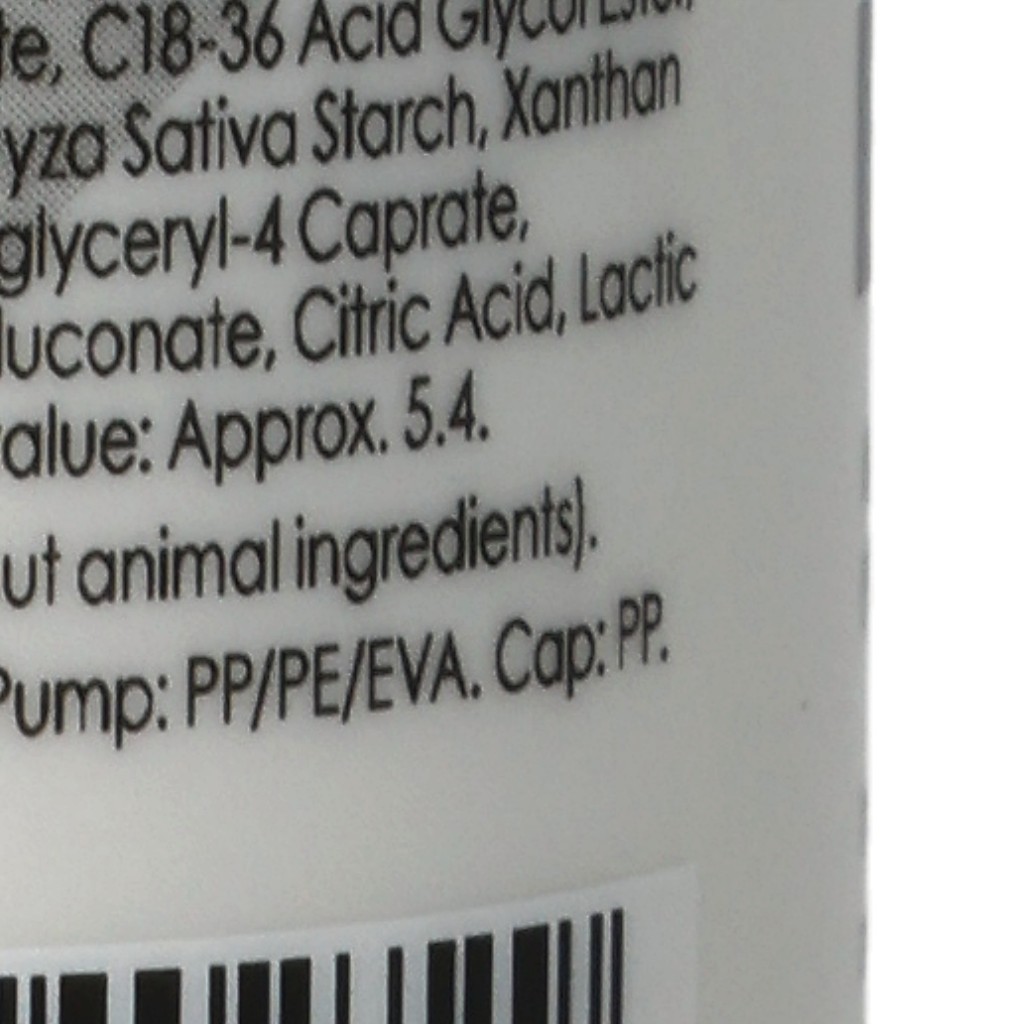 te, C18-36 Acid Glycol Ester,
yza Sativa Starch, Xanthan
glyceryl-4 Caprate,
luconate, Citric Acid, Lactic
alue: Approx. 5.4.
ut animal ingredients).
Pump: PP/PE/EVA. Cap: PP.